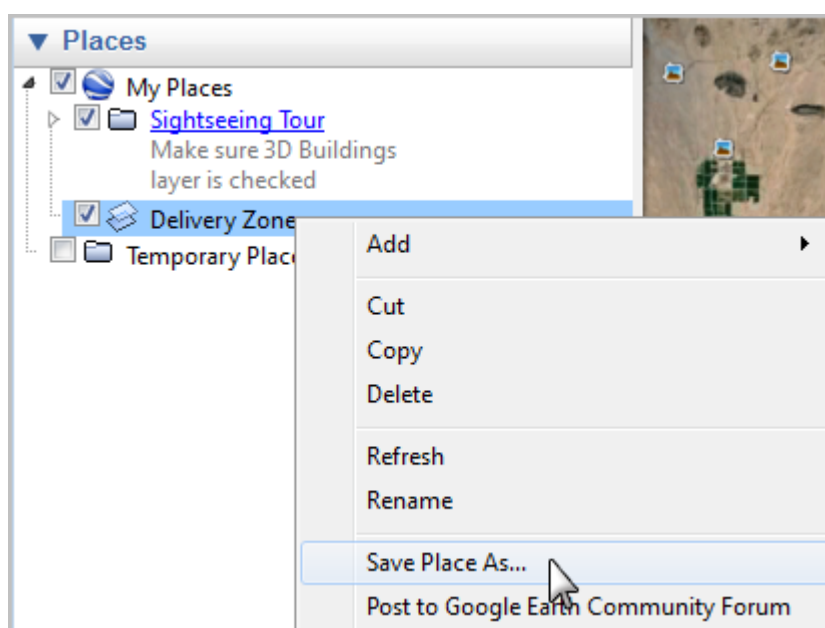 Places
My Places
Sightseeing Tour
Make sure 3D Buildings
layer is checked
Delivery Zone
Temporary
Add
Cut
Copy
Delete
Refresh
Rename
Save Place As...
Post to Google Earth Community Forum